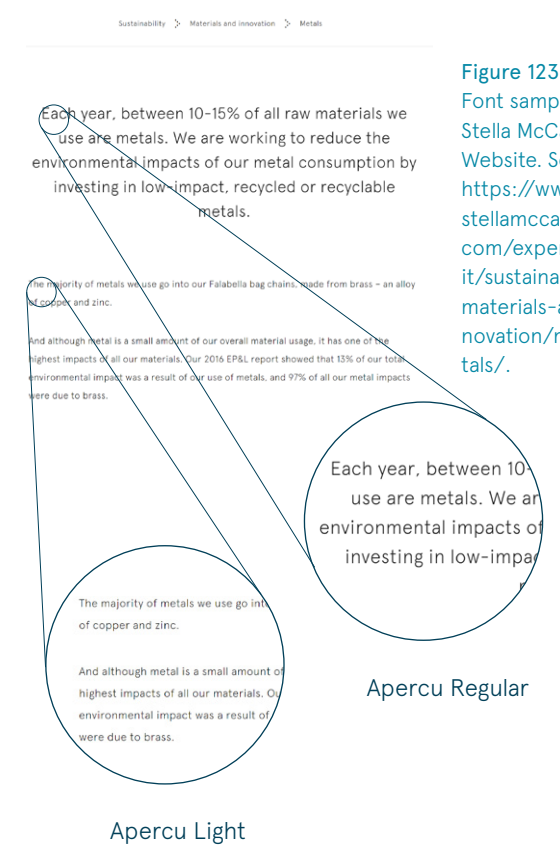 Sustainability > Materials and innovation > Metals
Each year, between 10-15% of all raw materials we
use are metals. We are working to reduce the
environmental impacts of our metal consumption by
investing in low-impact, recycled or recyclable
metals.
The majority of metals we use go into our Falabella bag chains, made from brass – an alloy
of copper and zinc.
And although metal is a small amount of our overall material usage, it has one of the
highest impacts of all our materials. Our 2016 EP&L report showed that 13% of our total
environmental impact was a result of our use of metals, and 97% of all our metal impacts
were due to brass.
Figure 123
Font samp
Stella McC
Website. S
https://ww
stellamcca
com/expe
it/sustaina
materials-a
novation/
tals/.
Each year, between 10-
use are metals. We ar
environmental impacts of
investing in low-impa
Apercu Regular
The majority of metals we use go int
of copper and zinc.
And although metal is a small amount of
highest impacts of all our materials. Ou
environmental impact was a result of
were due to brass.
Apercu Light